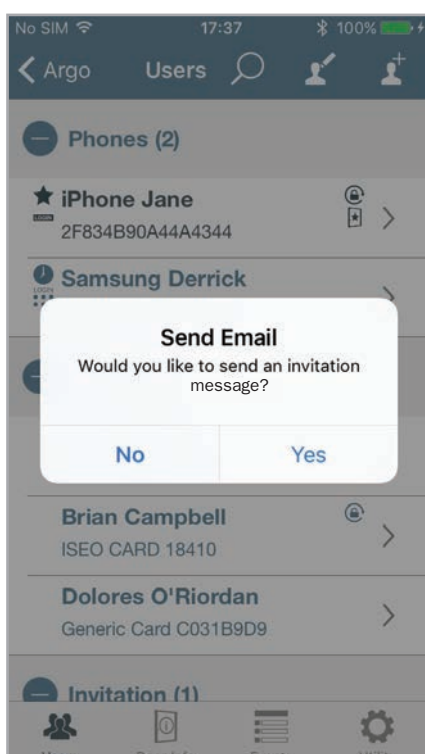 No SIM 17:37 100%
Argo Users
Phones (2)
iPhone Jane
LOGIN
2F834B90A44A4344
Samsung Derrick
LOGIN
Send Email
Would you like to send an invitation
message?
No Yes
Brian Campbell
ISEO CARD 18410
Dolores O'Riordan
Generic Card C031B9D9
Invitation (1)